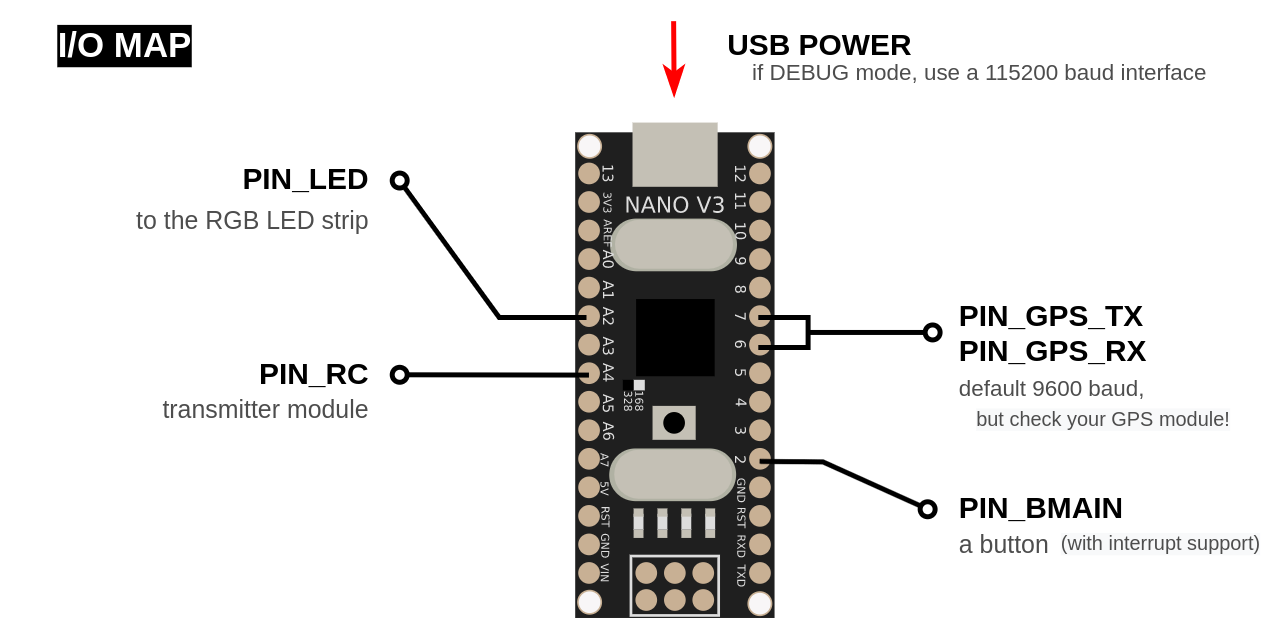 I/O MAP
USB POWER
if DEBUG mode, use a 115200 baud interface
PIN_LED
to the RGB LED strip
PIN_RC
transmitter module
NANO V3
13
3V3
AREF
A0
A1
A2
A3
A4
A5
A6
A7
5V
RST
GND
VIN
328
168
12
11
10
9
8
7
6
5
4
3
2
GND
RST
RXD
TXD
PIN_GPS_TX
PIN_GPS_RX
default 9600 baud,
but check your GPS module!
PIN_BMAIN
a button (with interrupt support)